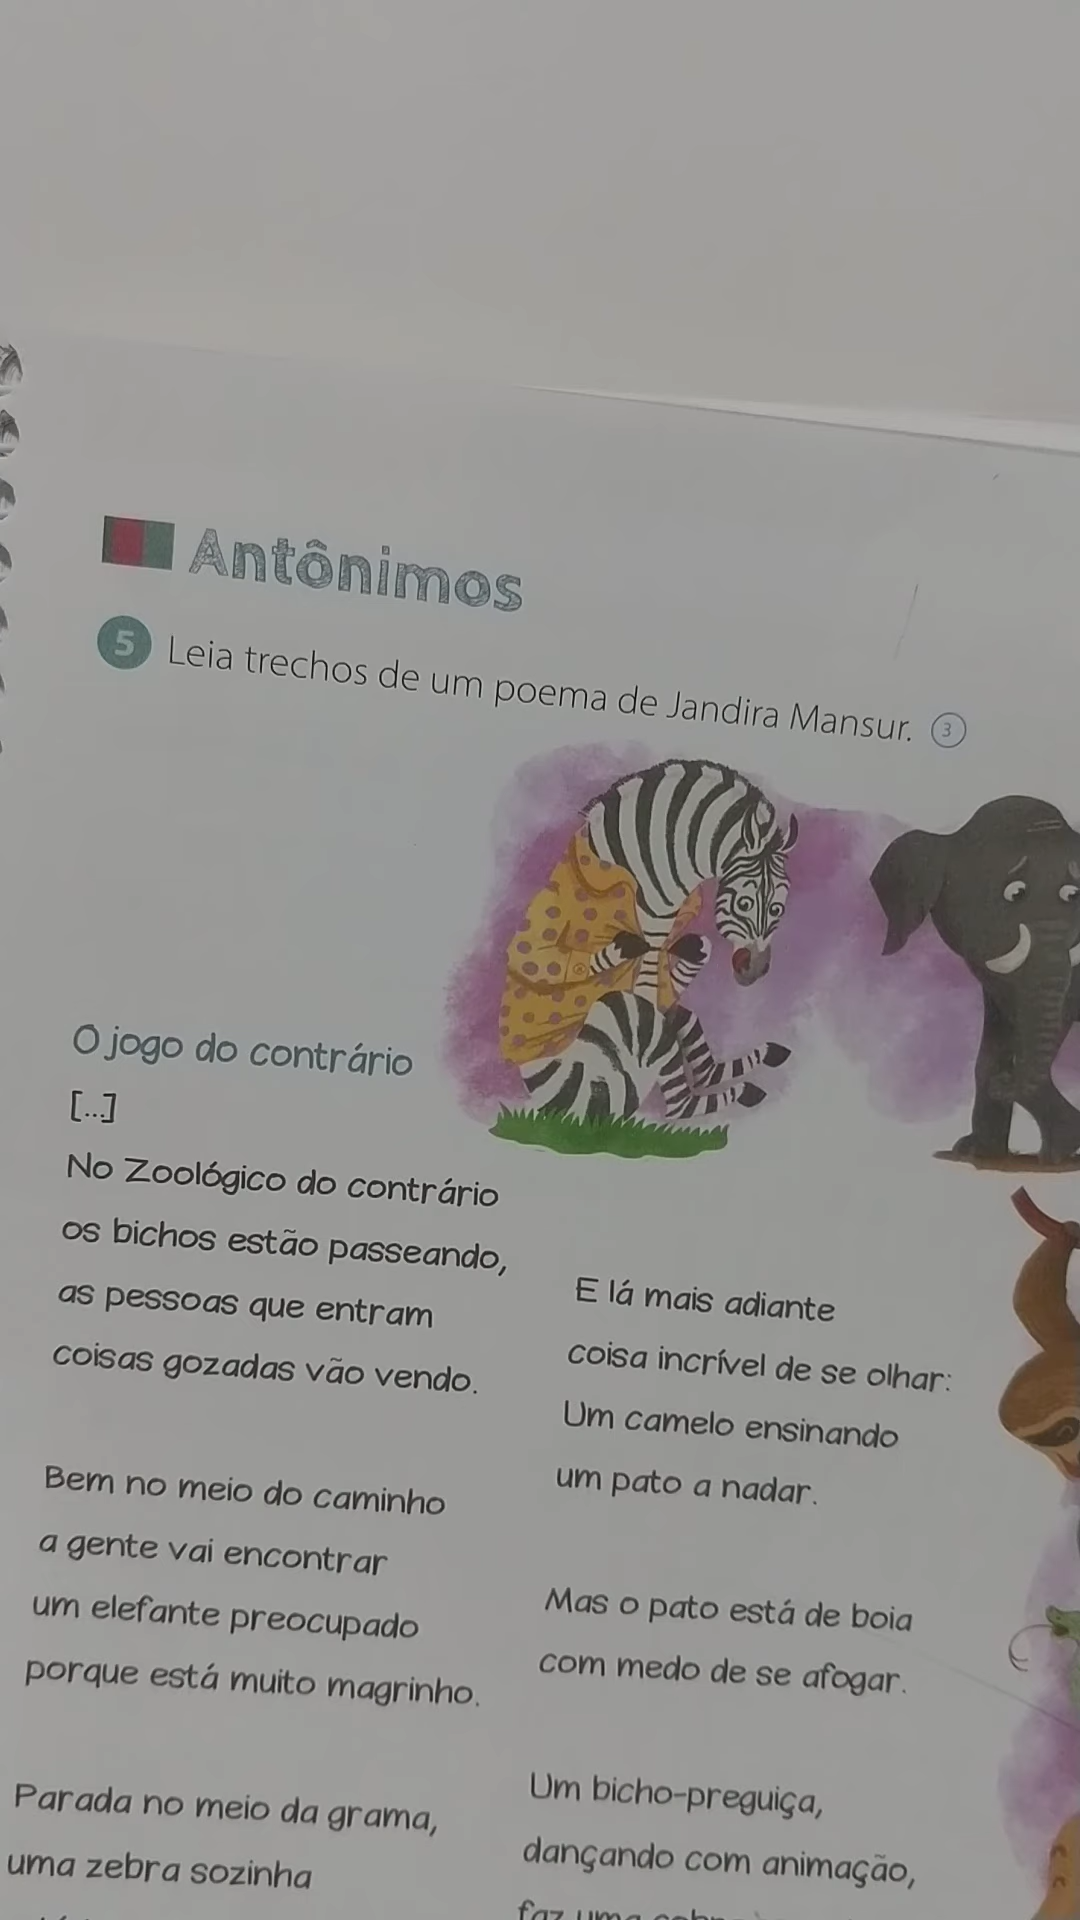 Antônimos
5 Leia trechos de um poema de Jandira Mansur. 3
O jogo do contrário
[...]
No Zoológico do contrário
os bichos estão passeando,
as pessoas que entram
coisas gozadas vão vendo.
Bem no meio do caminho
a gente vai encontrar
um elefante preocupado
porque está muito magrinho.
Parada no meio da grama,
uma zebra sozinha
E lá mais adiante
coisa incrível de se olhar:
Um camelo ensinando
um pato a nadar.
Mas o pato está de boia
com medo de se afogar.
Um bicho-preguiça,
dançando com animação,
faz uma